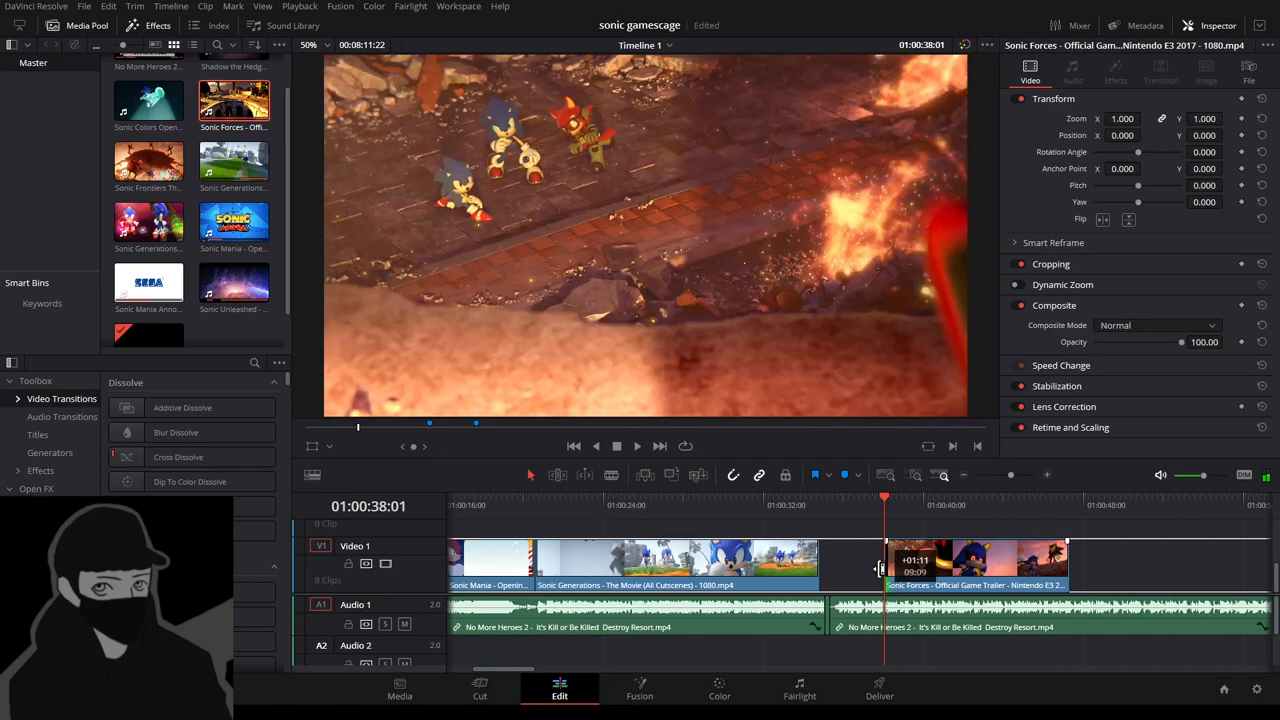 DaVinci Resolve File Edit Trim Timeline Clip Mark View Playback Fusion Color Fairlight Workspace Help
Media Pool Effects Index Sound Library sonic gamescage Edited Mixer Metadata Inspector
... 50% 00:08:11:22 Timeline 1 01:00:38:01 Sonic Forces - Official Gam...Nintendo E3 2017 - 1080.mp4
Master
No More Heroes 2... Shadow the Hedg...
Sonic Colors Open... Sonic Forces - Offi...
Sonic Frontiers Th... Sonic Generations...
Sonic Generations... Sonic Mania - Ope...
SONIC
MANIA
SEGA
Sonic Mania Anno... Sonic Unleashed - ...
Smart Bins
Keywords
Video Audio Effects Transition Image File
Transform
Zoom X 1.000 Y 1.000
Position X 0.000 Y 0.000
Rotation Angle 0.000
Anchor Point X 0.000 Y 0.000
Pitch 0.000
Yaw 0.000
Flip
Smart Reframe
Cropping
Dynamic Zoom
Composite
Composite Mode Normal
Opacity 100.00
Speed Change
Stabilization
Lens Correction
Retime and Scaling
Toolbox
Video Transitions
Audio Transitions
Titles
Generators
Effects
Open FX
Dissolve
Additive Dissolve
Blur Dissolve
Cross Dissolve
Dip To Color Dissolve
DIM
01:00:38:01
01:00:16:00 01:00:24:00 01:00:32:00 01:00:40:00 01:00:48:00
0 Clip
V1 Video 1
8 Clips
+01:11
09:09
Sonic Mania - Openin... Sonic Generations - The Movie (All Cutscenes) - 1080.mp4 Sonic Forces - Official Game Trailer - Nintendo E3 2...
A1 Audio 1 2.0
S M
No More Heroes 2 - It's Kill or Be Killed Destroy Resort.mp4 No More Heroes 2 - It's Kill or Be Killed Destroy Resort.mp4
A2 Audio 2 2.0
Media Cut Edit Fusion Color Fairlight Deliver